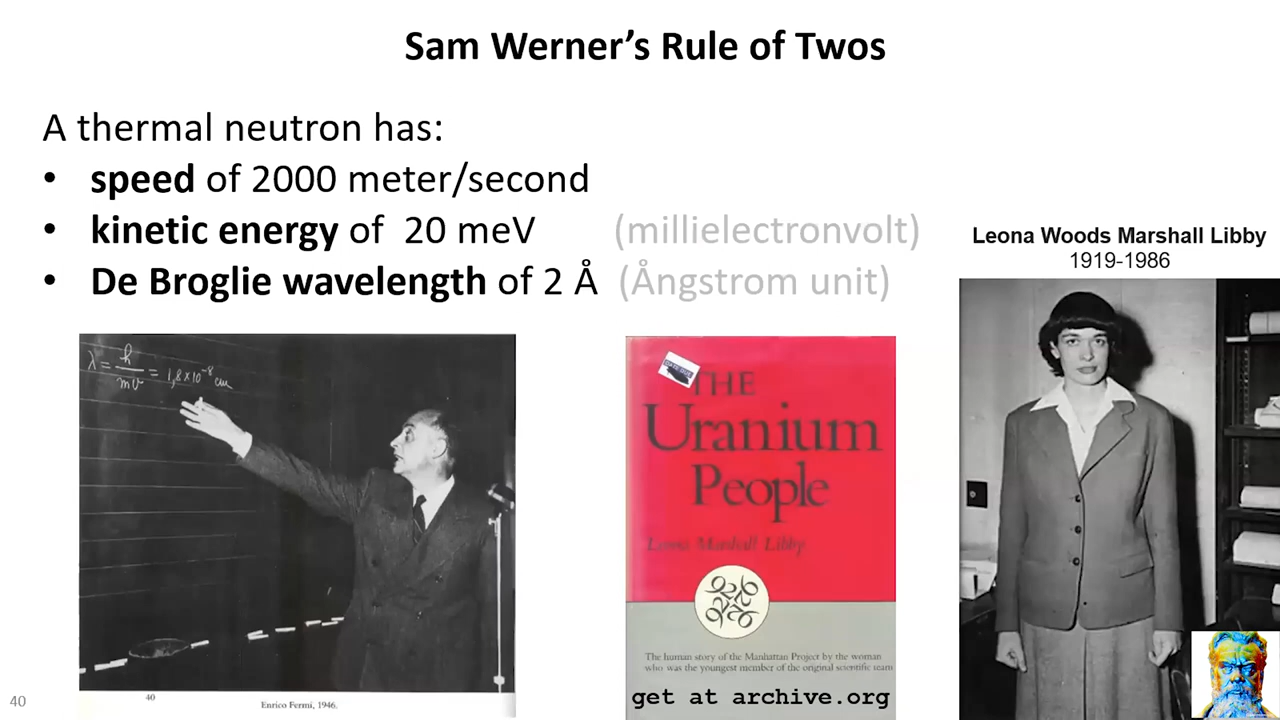 Sam Werner’s Rule of Twos
A thermal neutron has:
• speed of 2000 meter/second
• kinetic energy of 20 meV (millielectronvolt)
• De Broglie wavelength of 2 Å (Ångstrom unit)
Leona Woods Marshall Libby
1919-1986
λ = h/mv = 1,8×10⁻⁸ cm
40
Enrico Fermi, 1946.
THE
Uranium
People
Leona Marshall Libby
The human story of the Manhattan Project by the woman
who was the youngest member of the original scientific team
get at archive.org
40